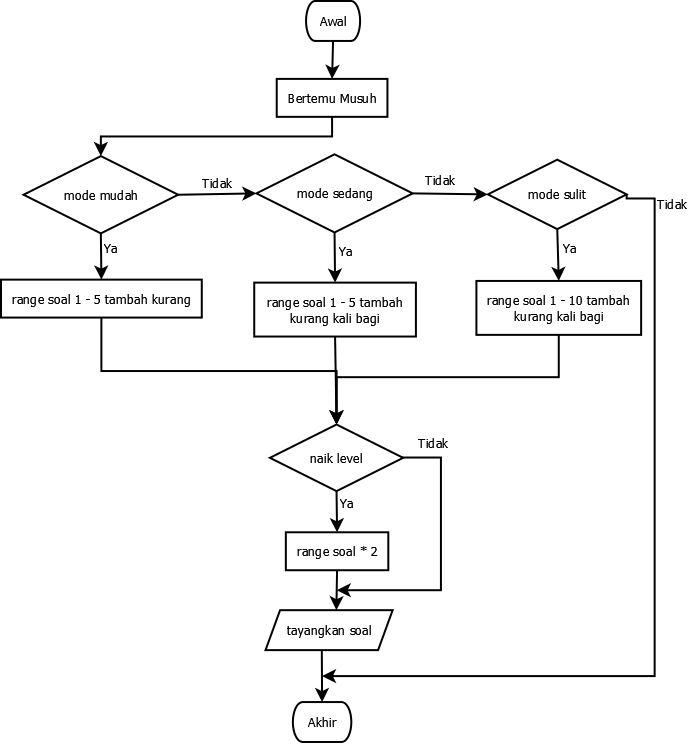 Awal
Bertemu Musuh
mode mudah
Tidak
mode sedang
Tidak
mode sulit
Tidak
Ya
Ya
Ya
range soal 1 - 5 tambah kurang
range soal 1 - 5 tambah
kurang kali bagi
range soal 1 - 10 tambah
kurang kali bagi
naik level
Tidak
Ya
range soal * 2
tayangkan soal
Akhir